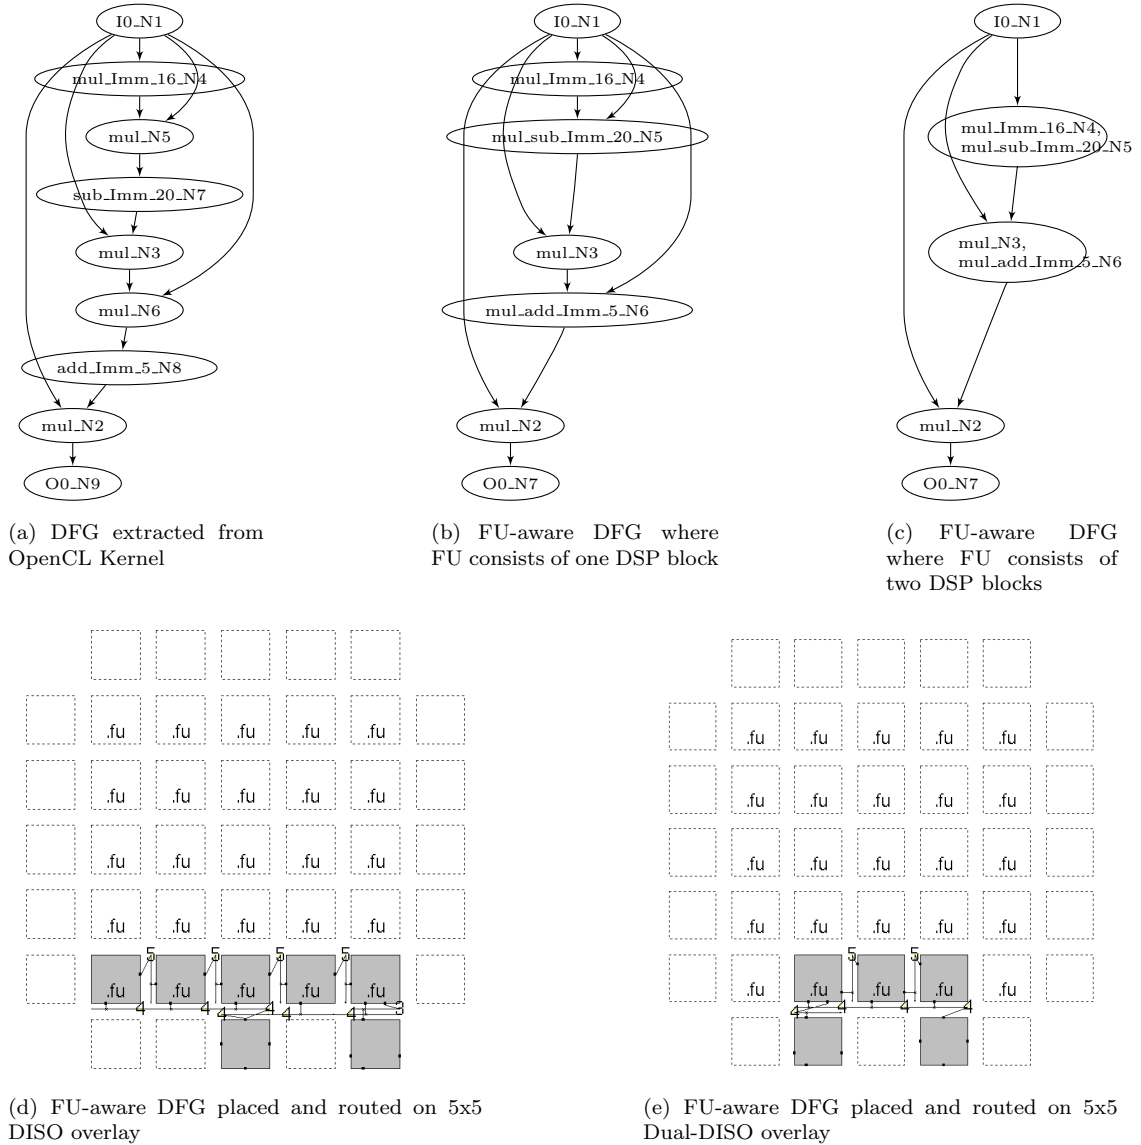 I0_N1
mul_Imm_16_N4
mul_N5
sub_Imm_20_N7
mul_N3
mul_N6
add_Imm_5_N8
mul_N2
O0_N9
(a) DFG extracted from
OpenCL Kernel
I0_N1
mul_Imm_16_N4
mul_sub_Imm_20_N5
mul_N3
mul_add_Imm_5_N6
mul_N2
O0_N7
(b) FU-aware DFG where
FU consists of one DSP block
I0_N1
mul_Imm_16_N4,
mul_sub_Imm_20_N5
mul_N3,
mul_add_Imm_5_N6
mul_N2
O0_N7
(c) FU-aware DFG
where FU consists of
two DSP blocks
.fu .fu .fu .fu .fu
.fu .fu .fu .fu .fu
.fu .fu .fu .fu .fu
.fu .fu .fu .fu .fu
5 5 5 5
.fu .fu .fu .fu .fu
4 4 4 3
4 4 4
(d) FU-aware DFG placed and routed on 5x5
DISO overlay
.fu .fu .fu .fu .fu
.fu .fu .fu .fu .fu
.fu .fu .fu .fu .fu
.fu .fu .fu .fu .fu
5 5
.fu .fu .fu .fu .fu
4 4 4
4
(e) FU-aware DFG placed and routed on 5x5
Dual-DISO overlay